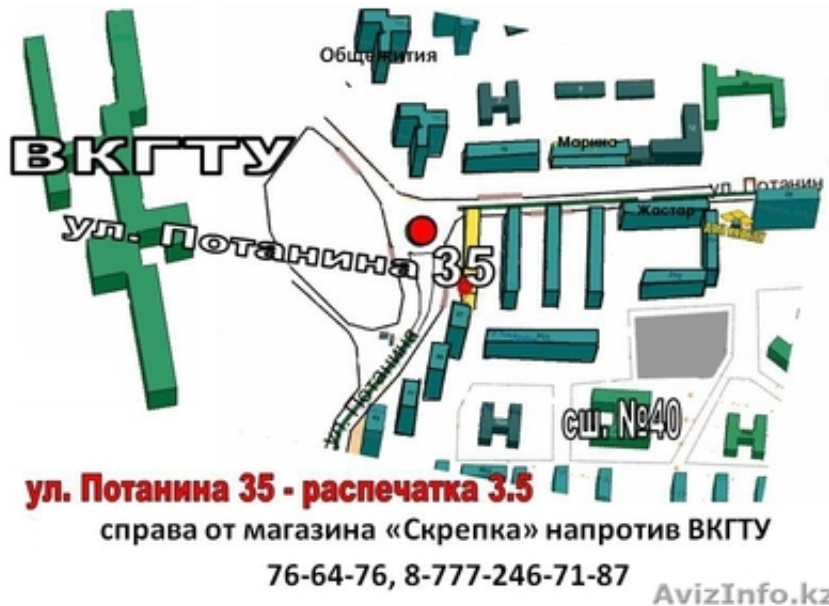 Общежития
ВКГТУ
Марина
ул. Потанин
Жастар
ул. Потанина 35
ул. Потанина
сш. №40
ул. Потанина 35 - распечатка 3.5
справа от магазина «Скрепка» напротив ВКГТУ
76-64-76, 8-777-246-71-87
AvizInfo.kz